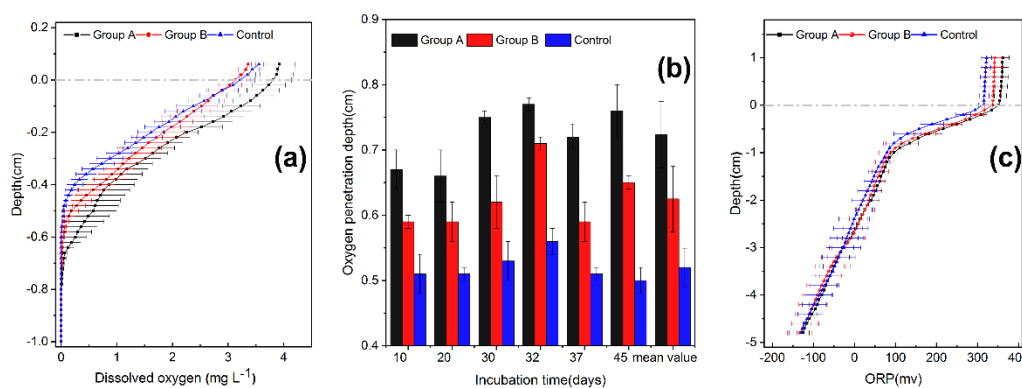 0.2
0.0
-0.2
-0.4
-0.6
-0.8
-1.0
Depth(cm)
Group A Group B Control
(a)
0 1 2 3 4
Dissolved oxygen (mg L-1)
0.9
0.8
0.7
0.6
0.5
0.4
Oxygen penetration depth(cm)
Group A Group B Control
(b)
10 20 30 32 37 45 mean value
Incubation time(days)
2
1
0
-1
-2
-3
-4
-5
Depth(cm)
Group A Group B Control
(c)
-200 -100 0 100 200 300 400
ORP(mv)